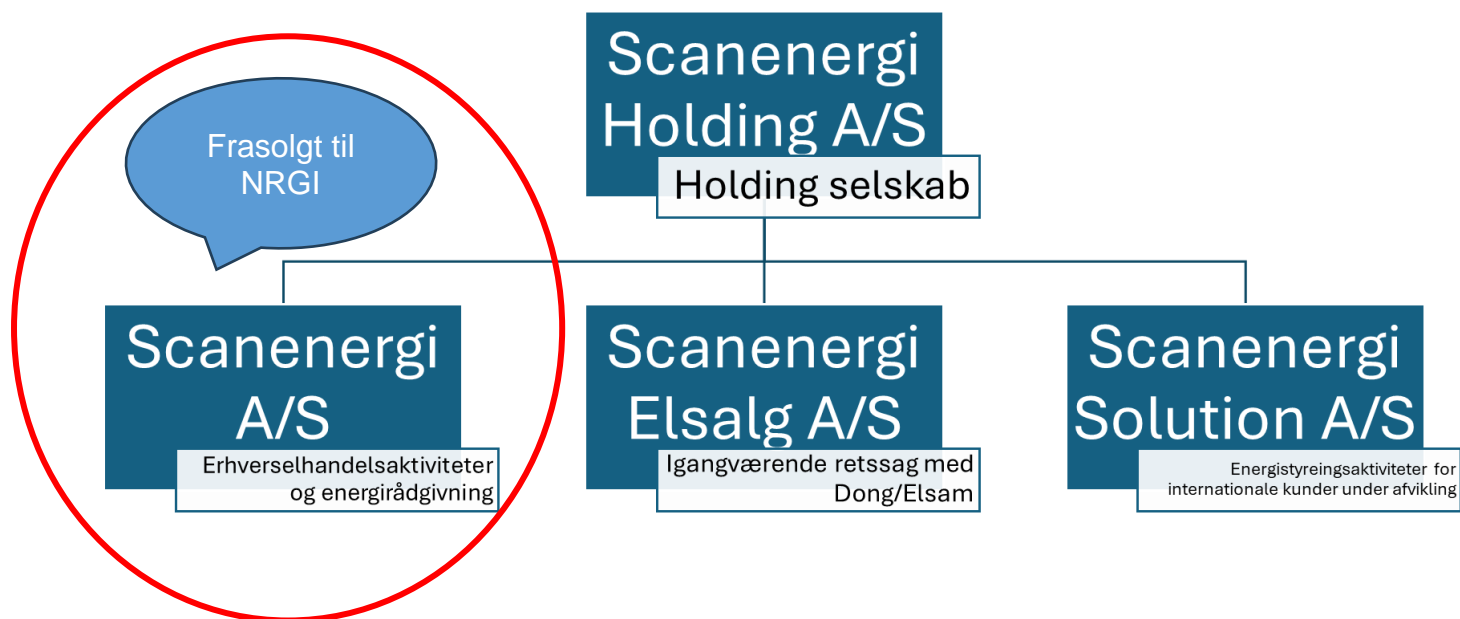 Scanenergi
Holding A/S
Holding selskab
Frasolgt til
NRGI
Scanenergi
A/S
Erhverselhandelsaktiviteter
og energirådgivning
Scanenergi
Elsalg A/S
Igangværende retssag med
Dong/Elsam
Scanenergi
Solution A/S
Energistyreingsaktiviteter for
internationale kunder under afvikling